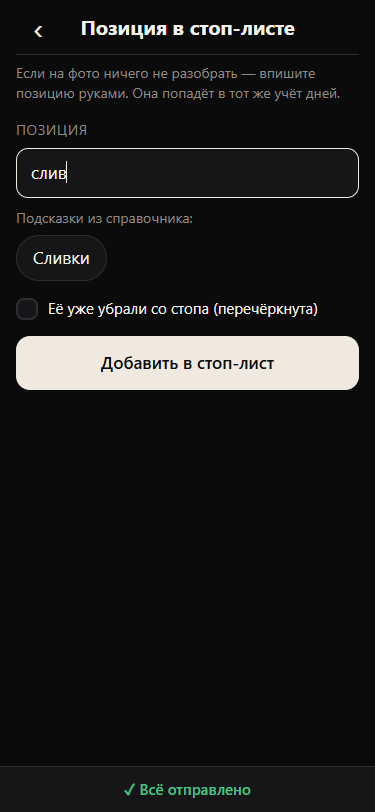 Позиция в стоп-листе
Если на фото ничего не разобрать — впишите
позицию руками. Она попадёт в тот же учёт дней.
ПОЗИЦИЯ
слив
Подсказки из справочника:
Сливки
Её уже убрали со стопа (перечёркнута)
Добавить в стоп-лист
✓ Всё отправлено